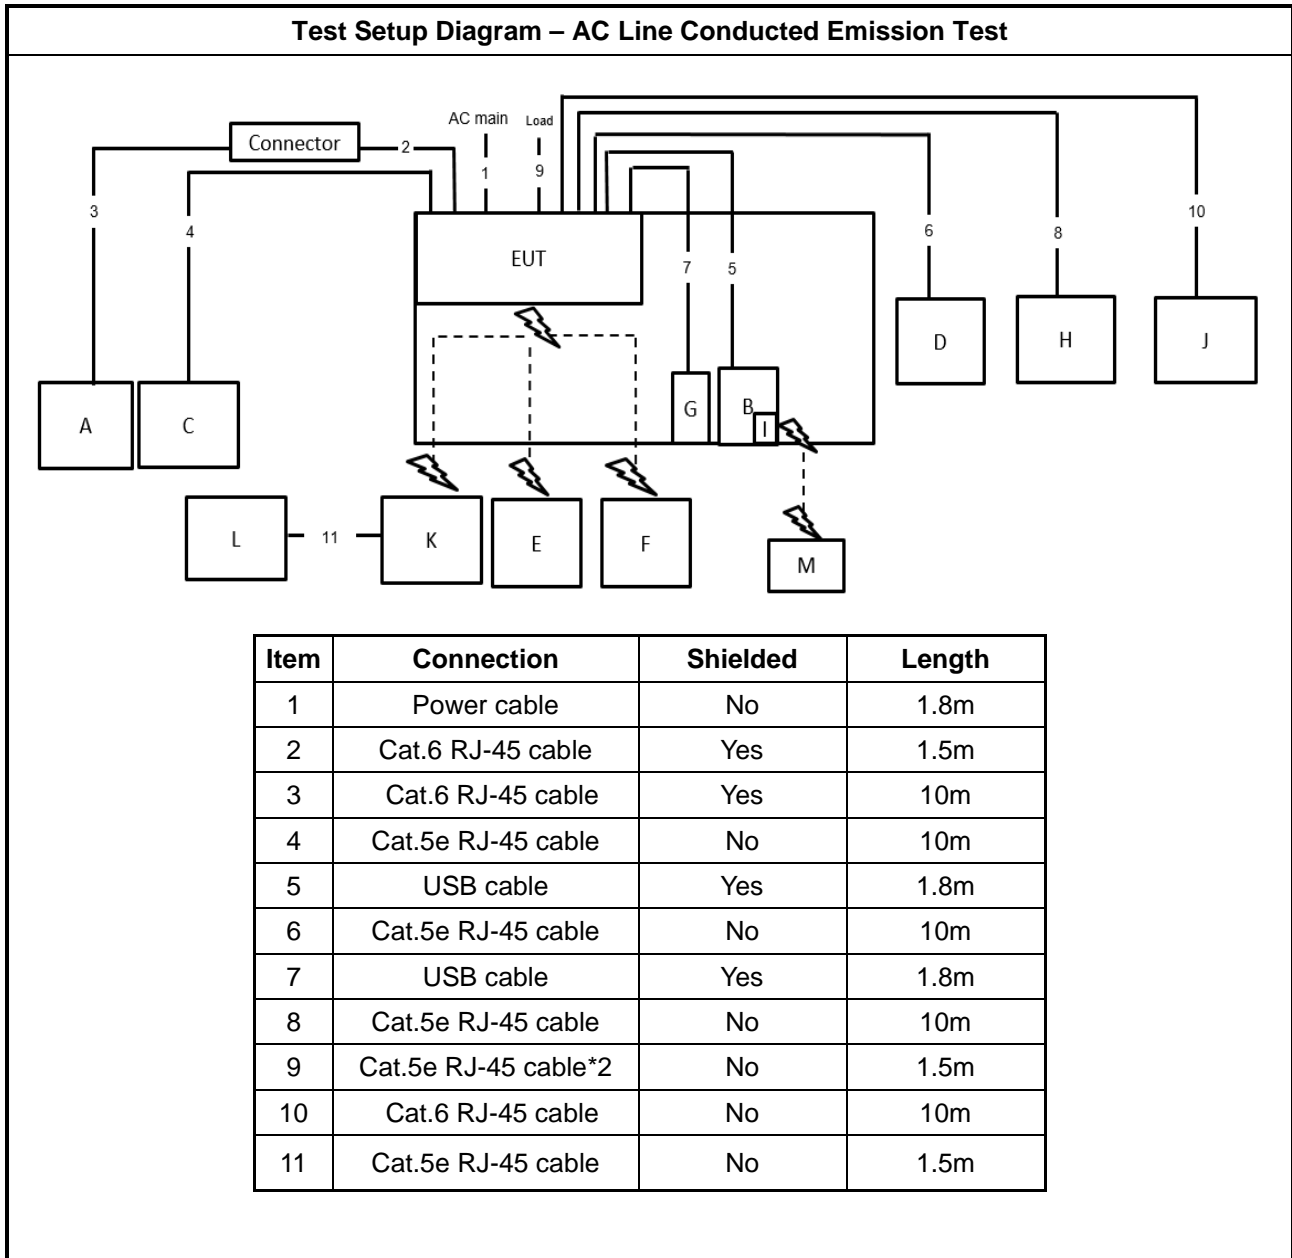 Test Setup Diagram – AC Line Conducted Emission Test
AC main
Load
Connector
2
1
9
3
4
10
6
8
EUT
7
5
D
H
J
A
C
G
B
I
L
11
K
E
F
M
Item Connection Shielded Length
1 Power cable No 1.8m
2 Cat.6 RJ-45 cable Yes 1.5m
3 Cat.6 RJ-45 cable Yes 10m
4 Cat.5e RJ-45 cable No 10m
5 USB cable Yes 1.8m
6 Cat.5e RJ-45 cable No 10m
7 USB cable Yes 1.8m
8 Cat.5e RJ-45 cable No 10m
9 Cat.5e RJ-45 cable*2 No 1.5m
10 Cat.6 RJ-45 cable No 10m
11 Cat.5e RJ-45 cable No 1.5m